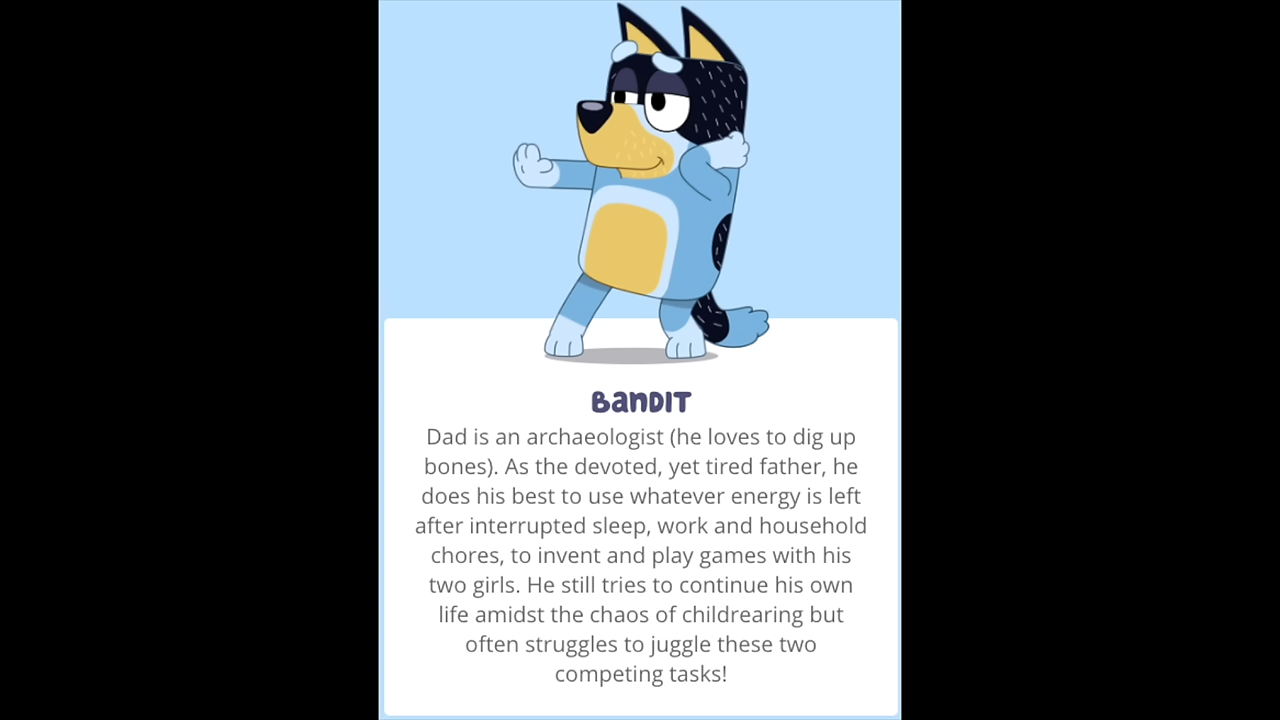 BanDIT
Dad is an archaeologist (he loves to dig up
bones). As the devoted, yet tired father, he
does his best to use whatever energy is left
after interrupted sleep, work and household
chores, to invent and play games with his
two girls. He still tries to continue his own
life amidst the chaos of childrearing but
often struggles to juggle these two
competing tasks!